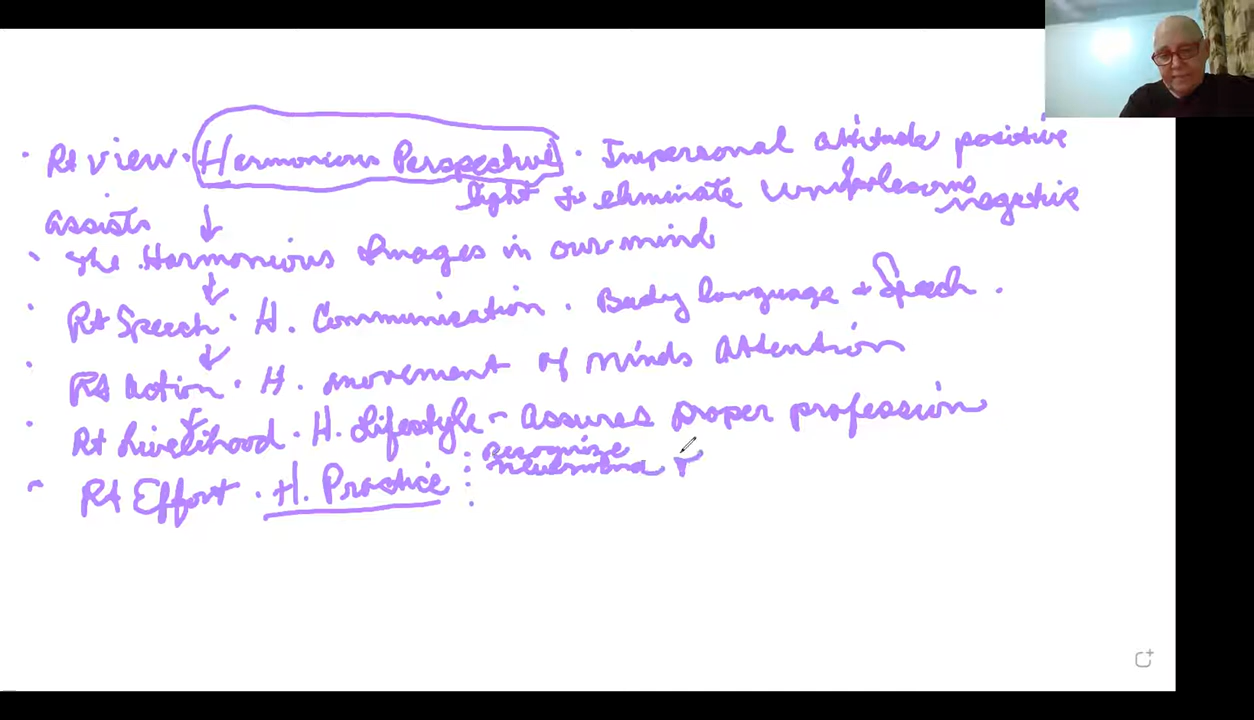 · Rt view · Harmonious Perspective · Impersonal attitude positive
light to eliminate unwholesome negative
assists
· The Harmonious Images in our mind
· Rt Speech · H. Communication . Body language & Speech .
· Rt Action · H. movement of minds Attention
· Rt Livelihood · H. Lifestyle - Assures proper profession
· Rt Effort · H. Practice : recognize